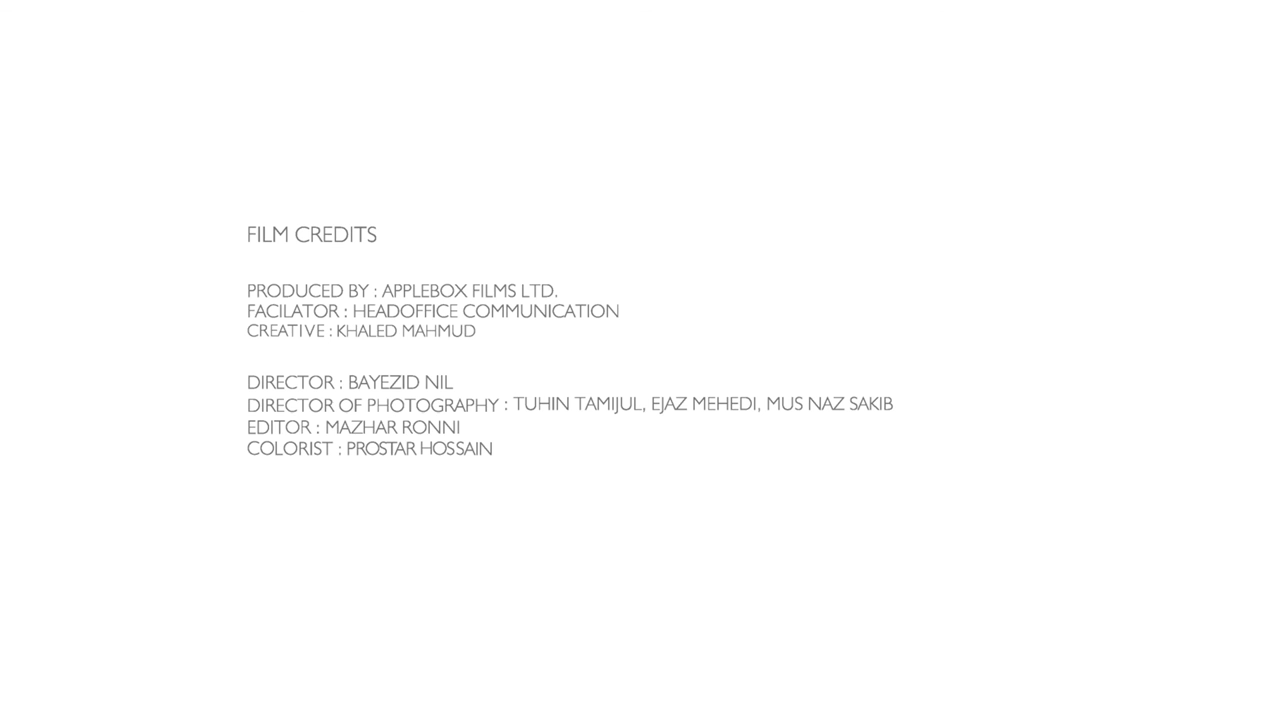 FILM CREDITS
PRODUCED BY : APPLEBOX FILMS LTD.
FACILATOR : HEADOFFICE COMMUNICATION
CREATIVE : KHALED MAHMUD
DIRECTOR : BAYEZID NIL
DIRECTOR OF PHOTOGRAPHY : TUHIN TAMIJUL, EJAZ MEHEDI, MUS NAZ SAKIB
EDITOR : MAZHAR RONNI
COLORIST : PROSTAR HOSSAIN